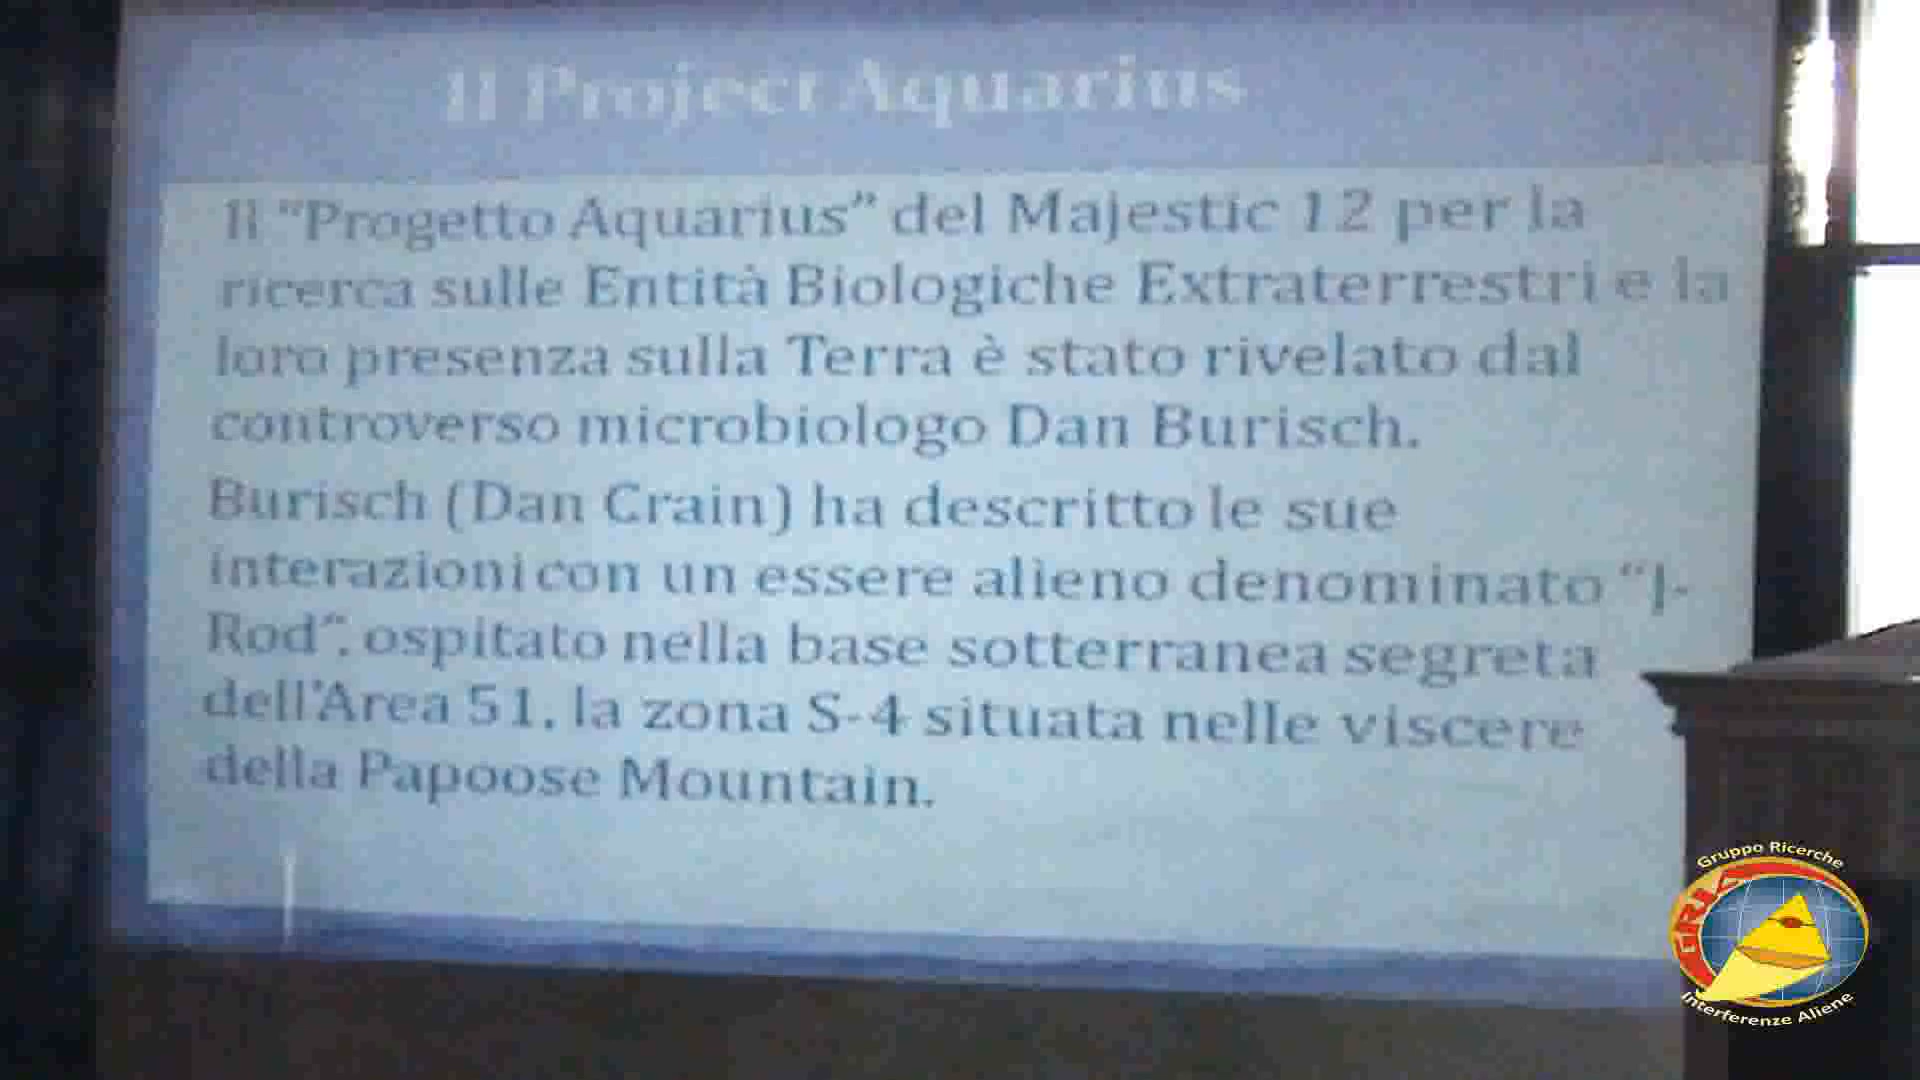 Il Project Aquarius
Il "Progetto Aquarius" del Majestic 12 per la
ricerca sulle Entità Biologiche Extraterrestri e la
loro presenza sulla Terra è stato rivelato dal
controverso microbiologo Dan Burisch.
Burisch (Dan Crain) ha descritto le sue
interazioni con un essere alieno denominato "J-
Rod", ospitato nella base sotterranea segreta
dell'Area 51, la zona S-4 situata nelle viscere
della Papoose Mountain.
Gruppo Ricerche
GRIA
Interferenze Aliene